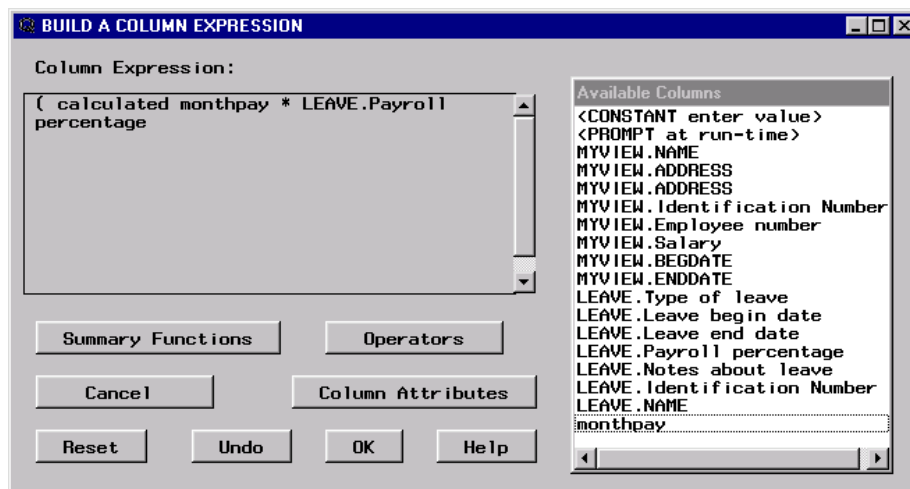 BUILD A COLUMN EXPRESSION
Column Expression:
( calculated monthpay * LEAVE.Payroll
percentage
Summary Functions
Operators
Cancel
Column Attributes
Reset
Undo
OK
Help
Available Columns
<CONSTANT enter value>
<PROMPT at run-time>
MYVIEW.NAME
MYVIEW.ADDRESS
MYVIEW.ADDRESS
MYVIEW.Identification Number
MYVIEW.Employee number
MYVIEW.Salary
MYVIEW.BEGDATE
MYVIEW.ENDDATE
LEAVE.Type of leave
LEAVE.Leave begin date
LEAVE.Leave end date
LEAVE.Payroll percentage
LEAVE.Notes about leave
LEAVE.Identification Number
LEAVE.NAME
monthpay